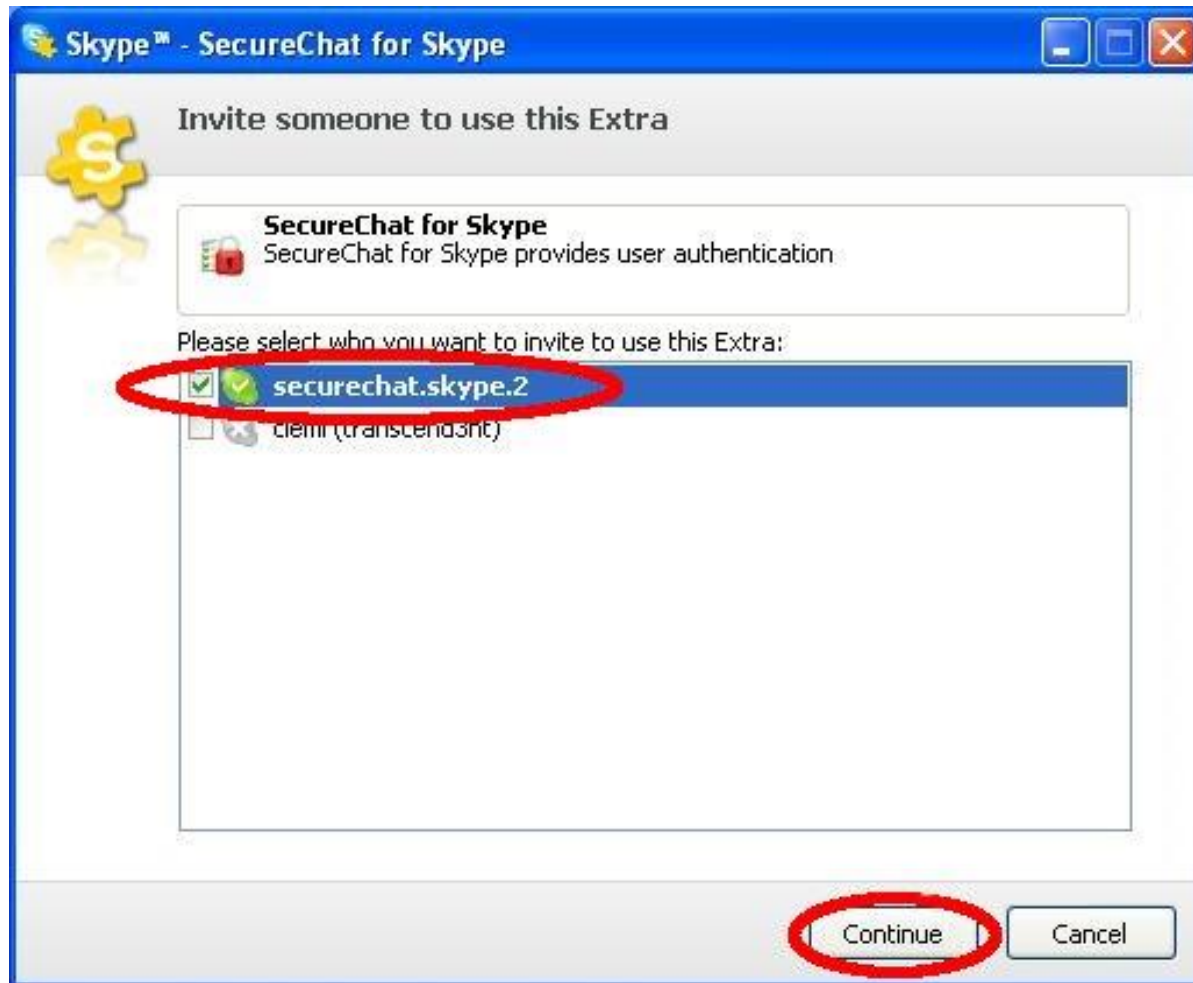 Skype™ - SecureChat for Skype
Invite someone to use this Extra
S
SecureChat for Skype
SecureChat for Skype provides user authentication
Please select who you want to invite to use this Extra:
securechat.skype.2
(transcend3nt)
Continue
Cancel